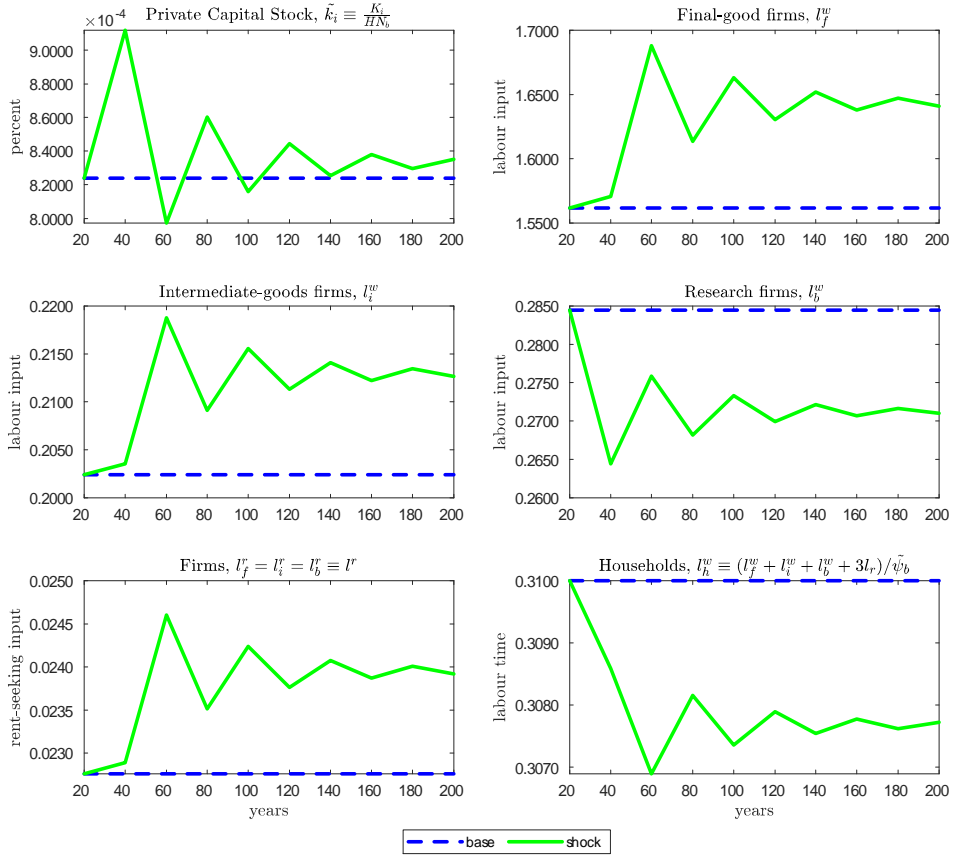 Private Capital Stock, k̃_i ≡ K_i/HN_b
×10⁻⁴
9.0000
8.6000
8.4000
8.2000
8.0000
percent
20 40 60 80 100 120 140 160 180 200
Final-good firms, l_f^w
1.7000
1.6500
1.6000
1.5500
labour input
20 40 60 80 100 120 140 160 180 200
Intermediate-goods firms, l_i^w
0.2200
0.2150
0.2100
0.2050
0.2000
labour input
20 40 60 80 100 120 140 160 180 200
Research firms, l_b^w
0.2850
0.2800
0.2750
0.2700
0.2650
0.2600
labour input
20 40 60 80 100 120 140 160 180 200
Firms, l_f^r = l_i^r = l_b^r ≡ l^r
0.0250
0.0240
0.0235
0.0230
rent-seeking input
20 40 60 80 100 120 140 160 180 200
years
Households, l_h^w ≡ (l_f^w + l_i^w + l_b^w + 3l_r)/ψ̃_b
0.3100
0.3090
0.3080
0.3070
labour time
20 40 60 80 100 120 140 160 180 200
years
base shock